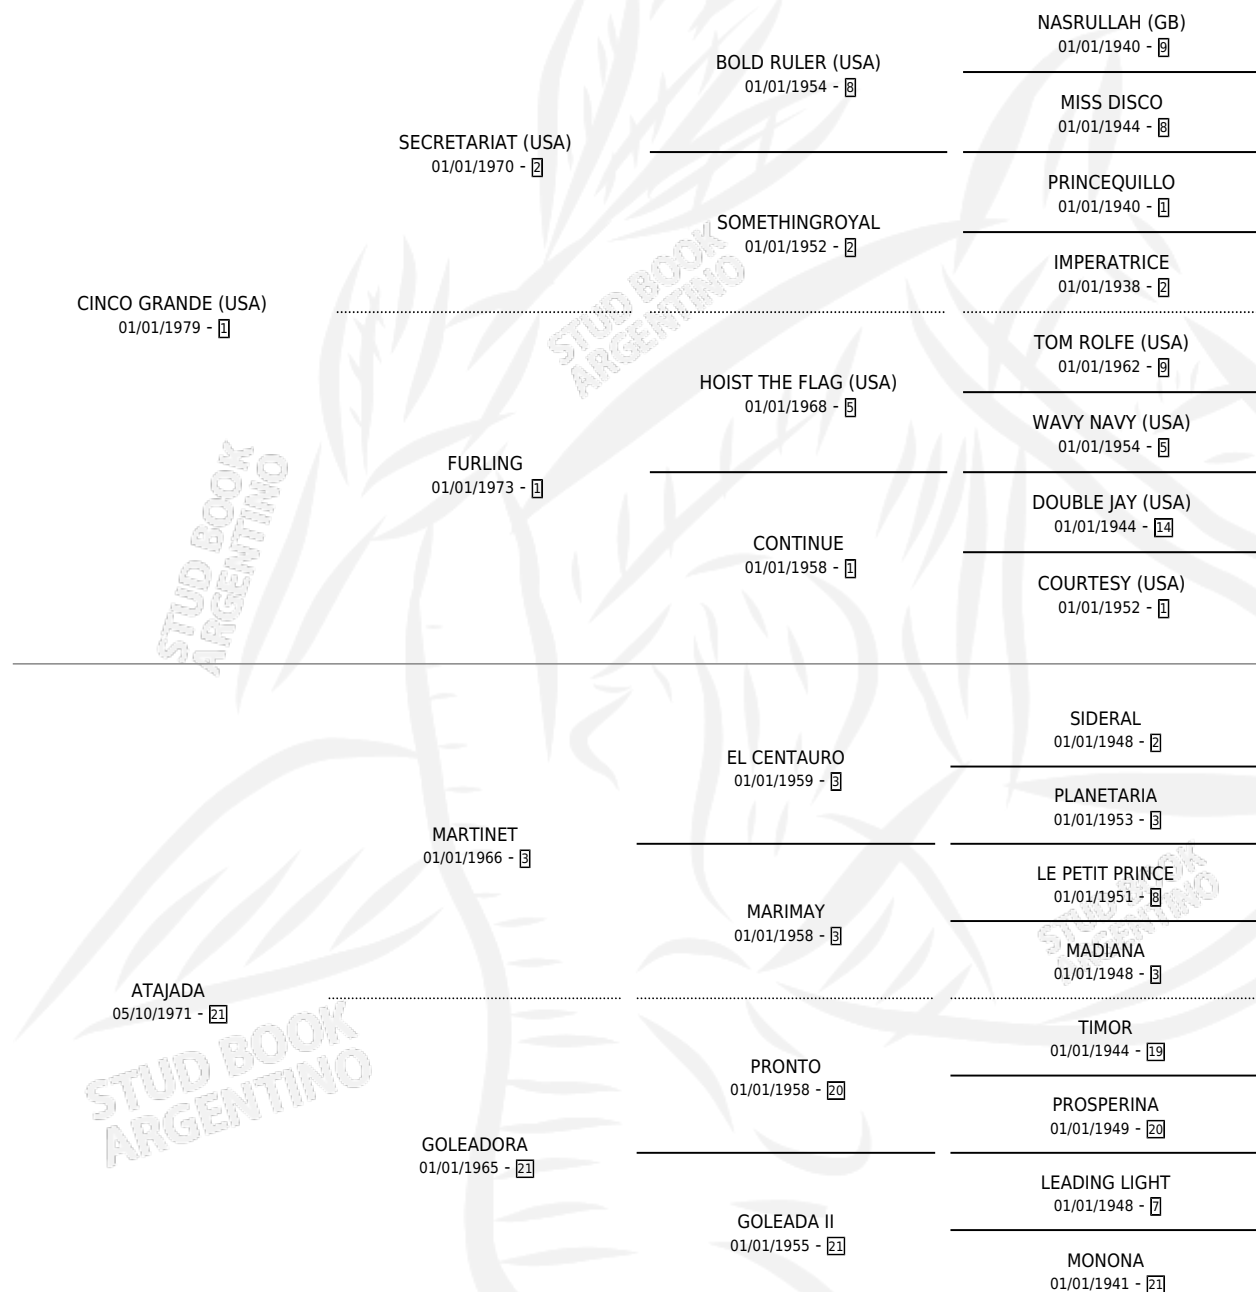 NASRULLAH (GB)
01/01/1940 - 9
BOLD RULER (USA)
01/01/1954 - 8
MISS DISCO
01/01/1944 - 8
SECRETARIAT (USA)
01/01/1970 - 2
PRINCEQUILLO
01/01/1940 - 1
SOMETHINGROYAL
01/01/1952 - 2
IMPERATRICE
01/01/1938 - 2
CINCO GRANDE (USA)
01/01/1979 - 1
STUD BOOK
ARGENTINO
TOM ROLFE (USA)
01/01/1962 - 9
HOIST THE FLAG (USA)
01/01/1968 - 5
WAVY NAVY (USA)
01/01/1954 - 5
FURLING
01/01/1973 - 1
DOUBLE JAY (USA)
01/01/1944 - 14
CONTINUE
01/01/1958 - 1
COURTESY (USA)
01/01/1952 - 1
STUD BOOK
ARGENTINO
SIDERAL
01/01/1948 - 2
EL CENTAURO
01/01/1959 - 3
PLANETARIA
01/01/1953 - 3
MARTINET
01/01/1966 - 3
LE PETIT PRINCE
01/01/1951 - 8
MARIMAY
01/01/1958 - 3
MADIANA
01/01/1948 - 3
STUD BOOK
ARGENTINO
ATAJADA
05/10/1971 - 21
TIMOR
01/01/1944 - 19
PRONTO
01/01/1958 - 20
PROSPERINA
01/01/1949 - 20
STUD BOOK
ARGENTINO
GOLEADORA
01/01/1965 - 21
LEADING LIGHT
01/01/1948 - 7
GOLEADA II
01/01/1955 - 21
MONONA
01/01/1941 - 21